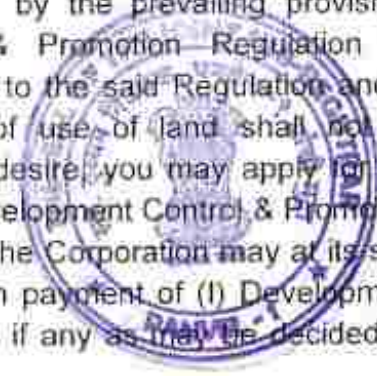 by the prevailing provis
& Promotion Regulation
to the said Regulation and
of use of land shall not
desire, you may apply for
elopment Control & Promo
he Corporation may at its s
n payment of (I) Developm
if any as may be decided